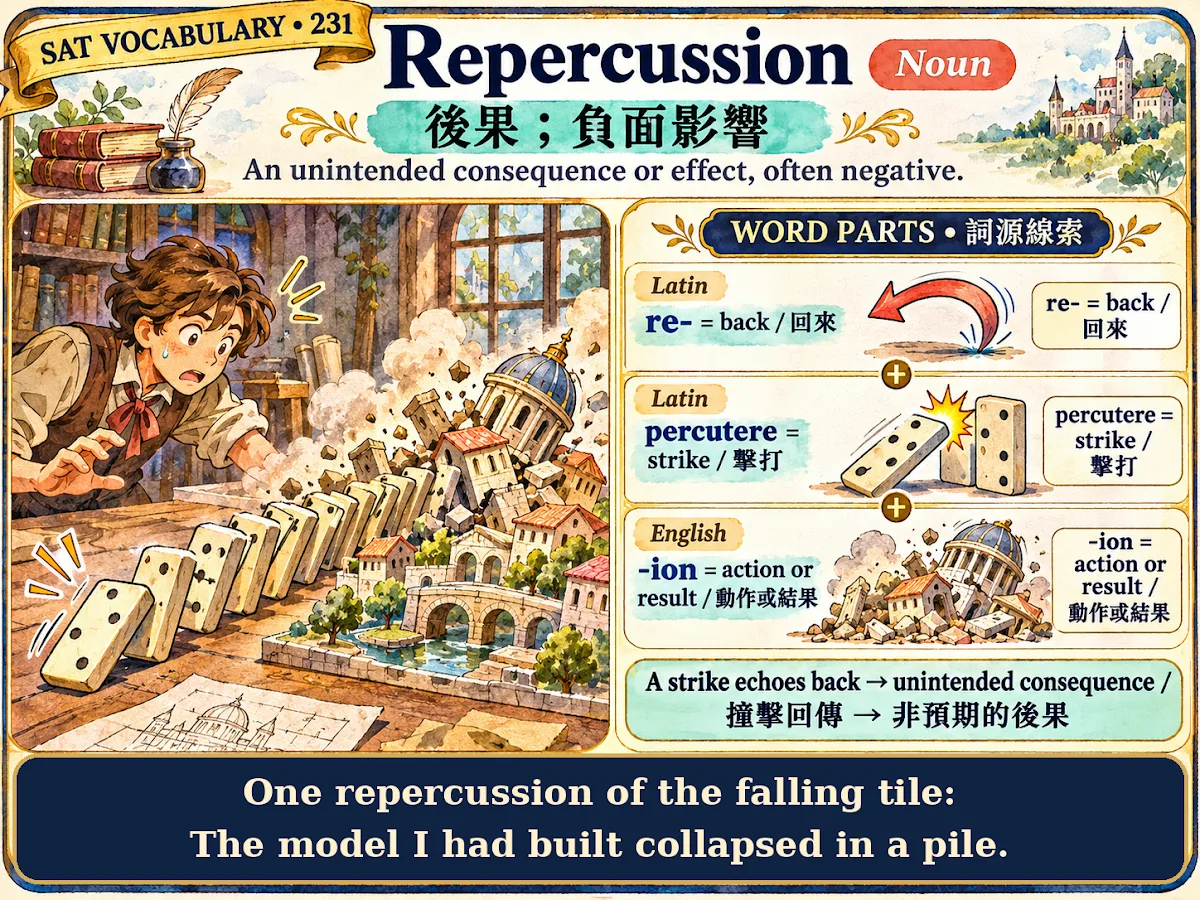 SAT VOCABULARY • 231
Repercussion
Noun
後果；負面影響
An unintended consequence or effect, often negative.
WORD PARTS • 詞源線索
Latin
re- = back / 回來
re- = back /
回來
+
Latin
percutere =
strike / 擊打
percutere =
strike /
擊打
+
English
-ion = action or
result / 動作或結果
-ion =
action or
result /
動作或結果
A strike echoes back → unintended consequence /
撞擊回傳 → 非預期的後果
One repercussion of the falling tile:
The model I had built collapsed in a pile.